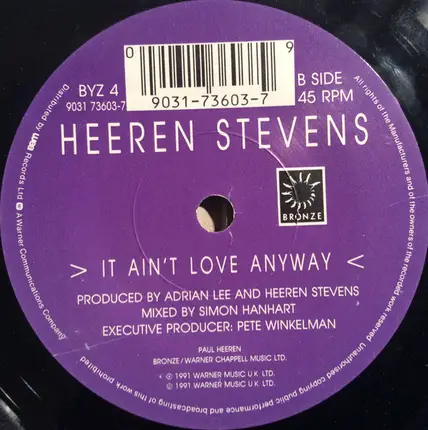 0 9
BYZ 4
9031 73603-7
9031-73603-7
B SIDE
45 RPM
HEEREN STEVENS
BRONZE
> IT AIN'T LOVE ANYWAY <
PRODUCED BY ADRIAN LEE AND HEEREN STEVENS
MIXED BY SIMON HANHART
EXECUTIVE PRODUCER: PETE WINKELMAN
PAUL HEEREN
BRONZE/WARNER CHAPPELL MUSIC LTD.
℗ 1991 WARNER MUSIC U.K. LTD.
© 1991 WARNER MUSIC U.K. LTD.
Distributed by Records Ltd A Warner Communications Company
All rights of the Manufacturers and of the owners of the recorded work reserved. Unauthorised copying public performance and broadcasting of this work prohibited